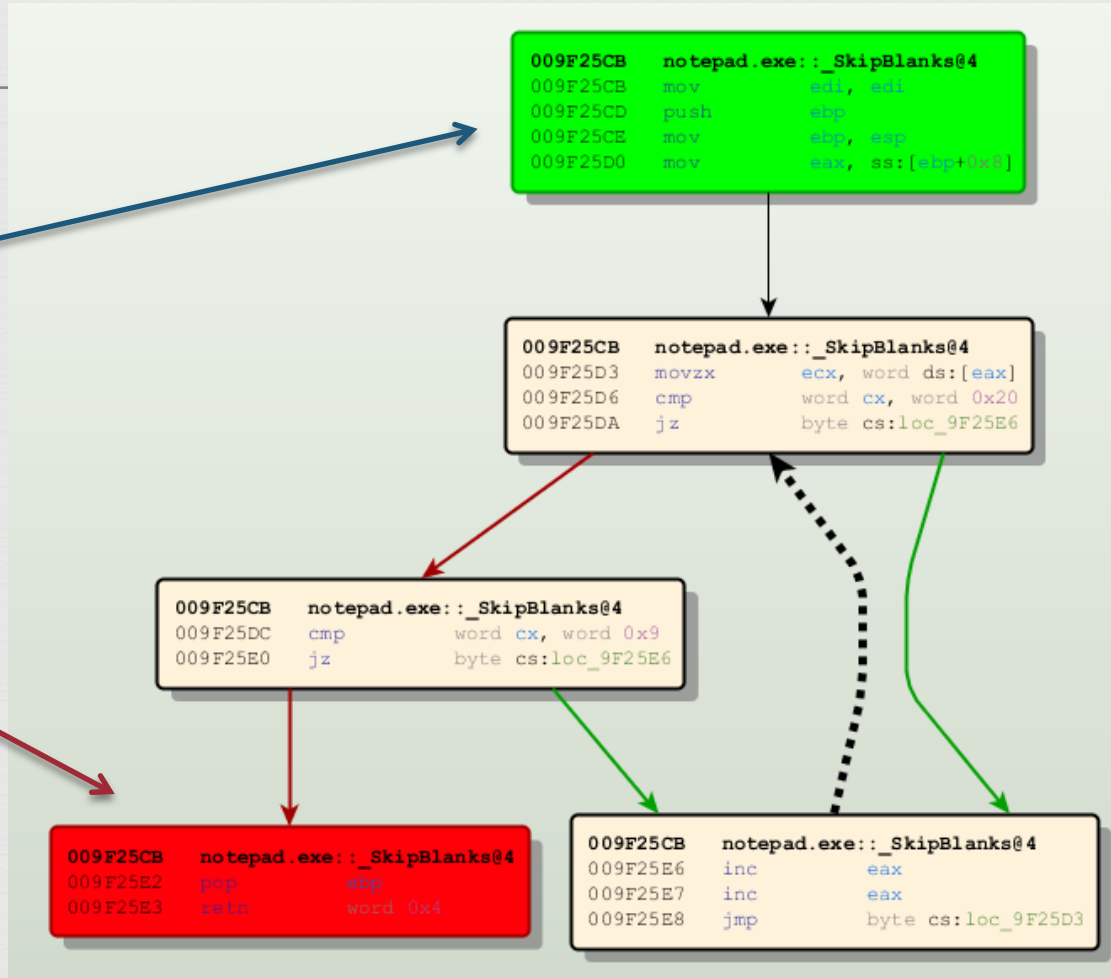 009F25CB notepad.exe::_SkipBlanks@4
009F25CB mov edi, edi
009F25CD push ebp
009F25CE mov ebp, esp
009F25D0 mov eax, ss:[ebp+0x8]
009F25CB notepad.exe::_SkipBlanks@4
009F25D3 movzx ecx, word ds:[eax]
009F25D6 cmp word cx, word 0x20
009F25DA jz byte cs:loc_9F25E6
009F25CB notepad.exe::_SkipBlanks@4
009F25DC cmp word cx, word 0x9
009F25E0 jz byte cs:loc_9F25E6
009F25CB notepad.exe::_SkipBlanks@4
009F25E2 pop ebp
009F25E3 retn word 0x4
009F25CB notepad.exe::_SkipBlanks@4
009F25E6 inc eax
009F25E7 inc eax
009F25E8 jmp byte cs:loc_9F25D3